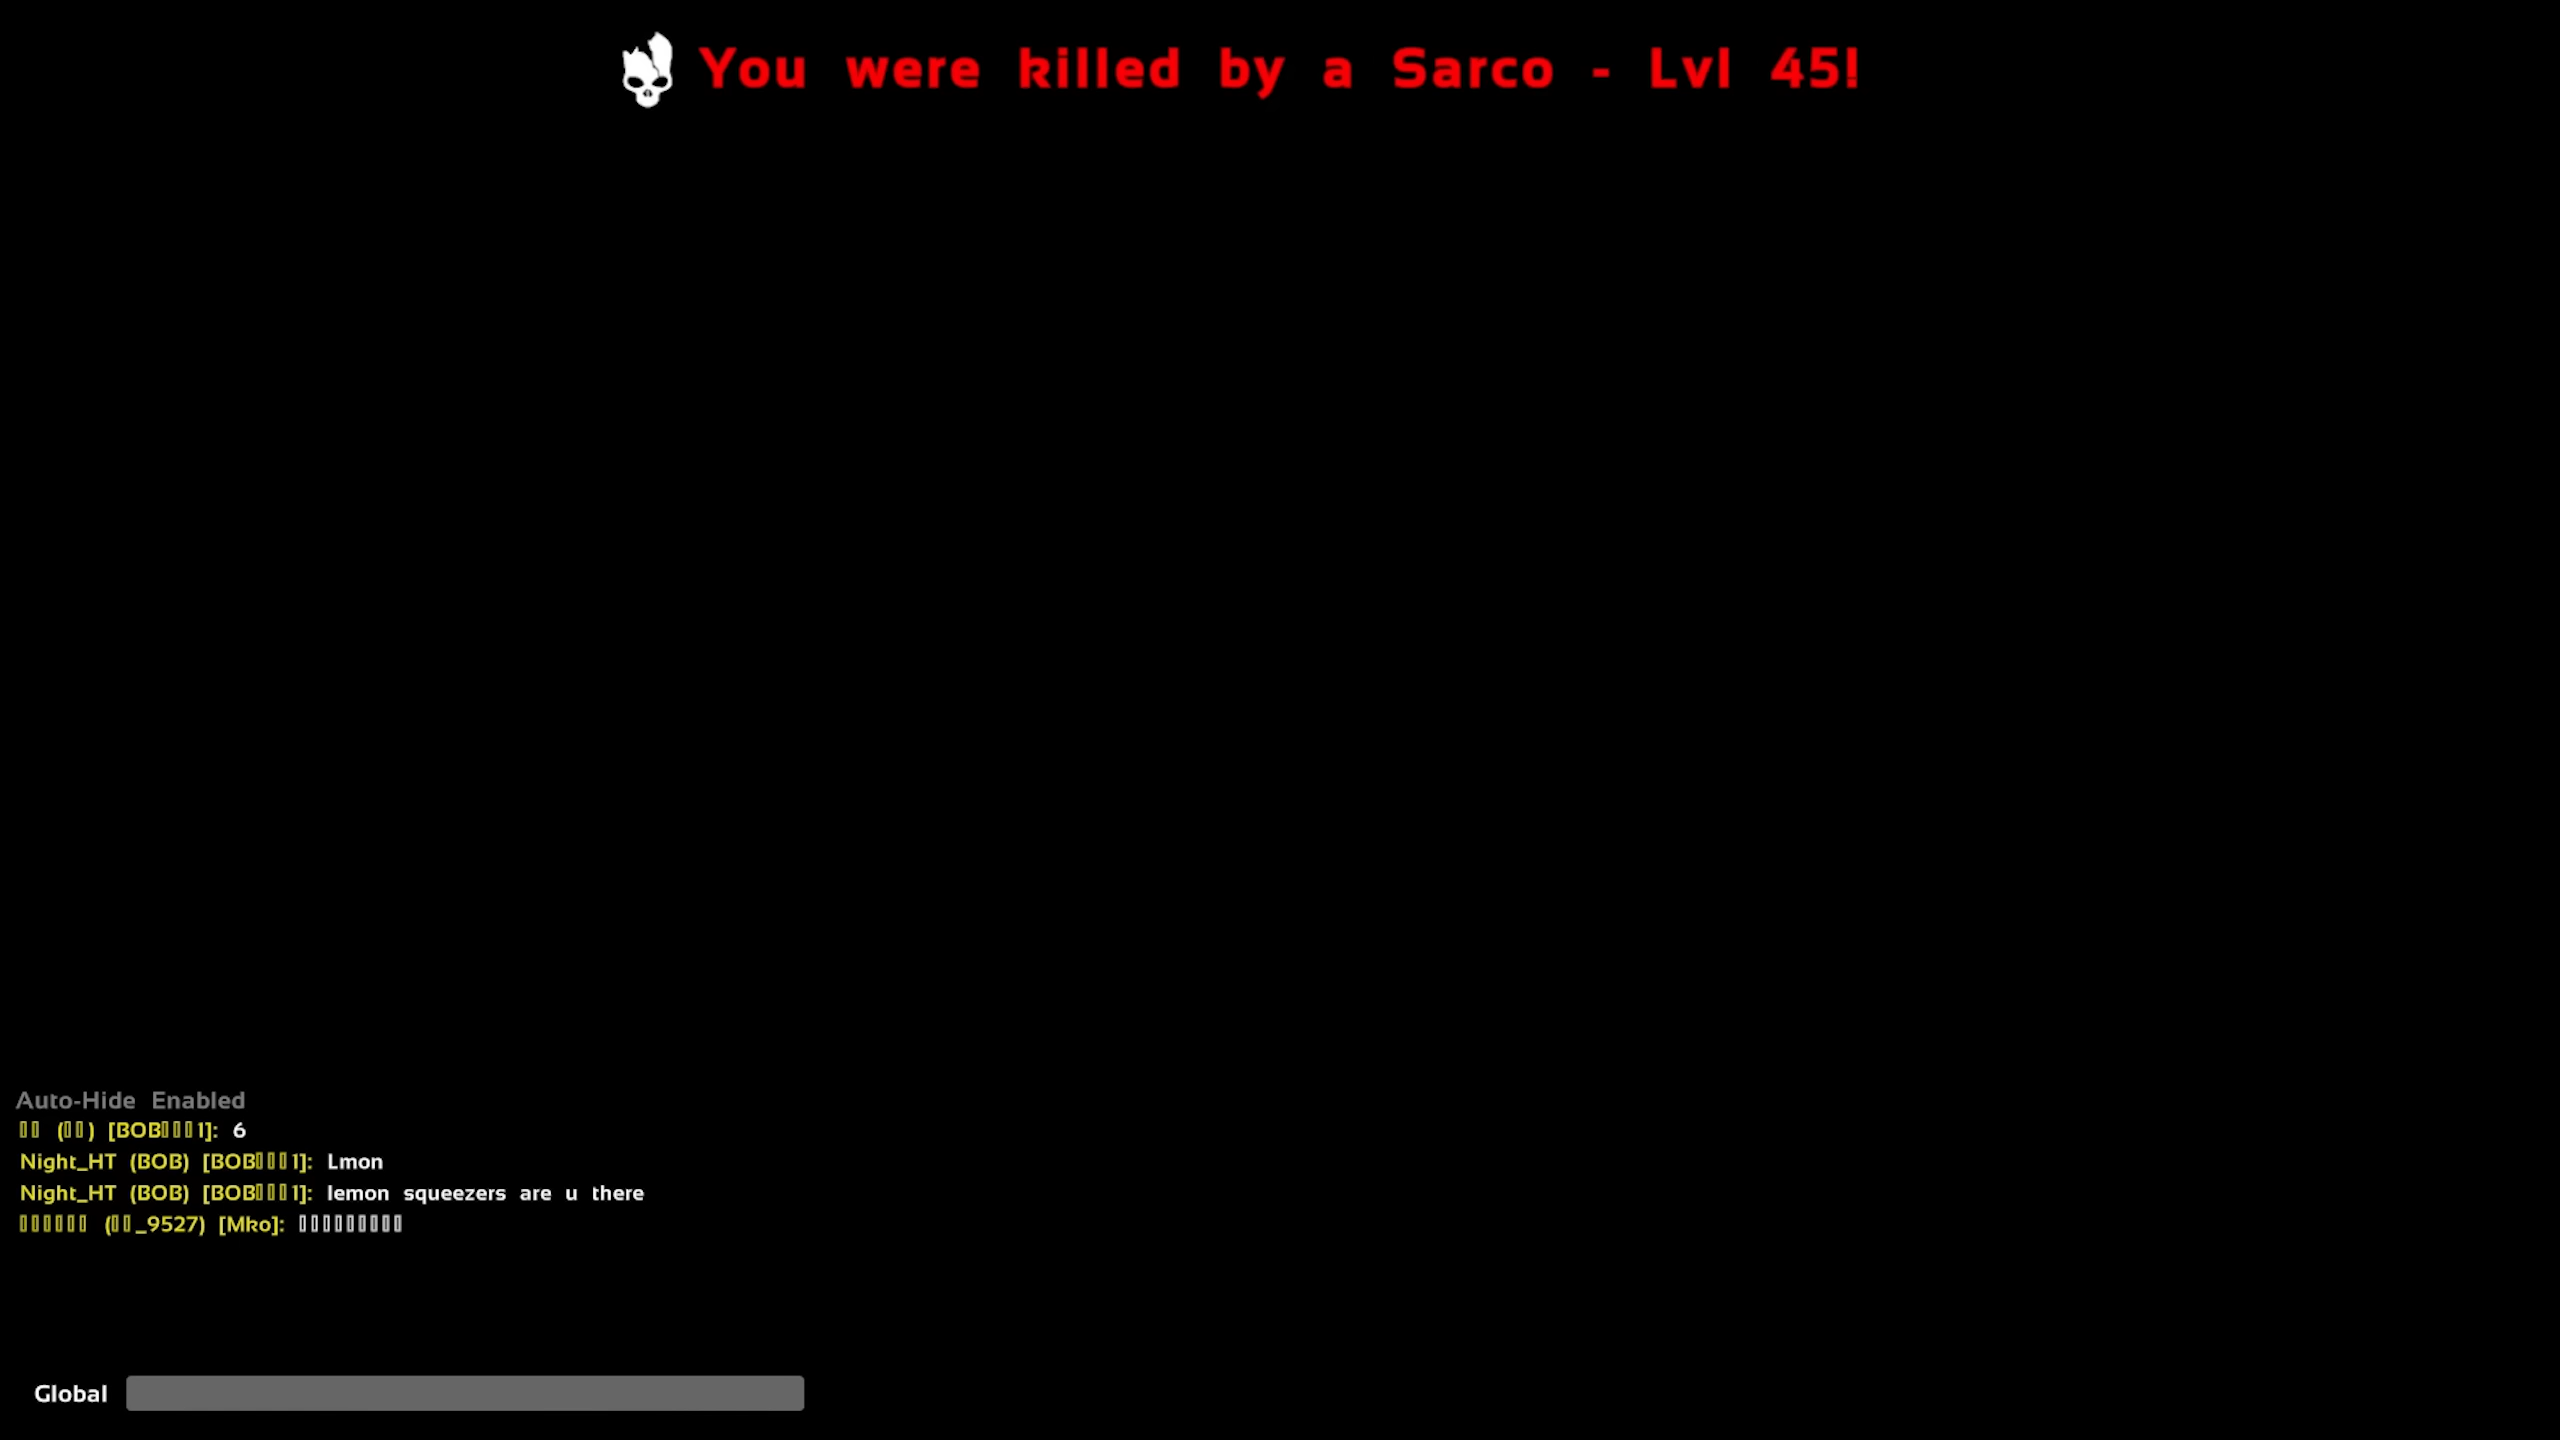 You were killed by a Sarco - Lvl 45!
Auto-Hide Enabled
▯▯ (▯▯) [BOB▯▯▯1]: 6
Night_HT (BOB) [BOB▯▯▯1]: Lmon
Night_HT (BOB) [BOB▯▯▯1]: lemon squeezers are u there
▯▯▯▯▯▯ (▯▯_9527) [Mko]: ▯▯▯▯▯▯▯▯▯
Global